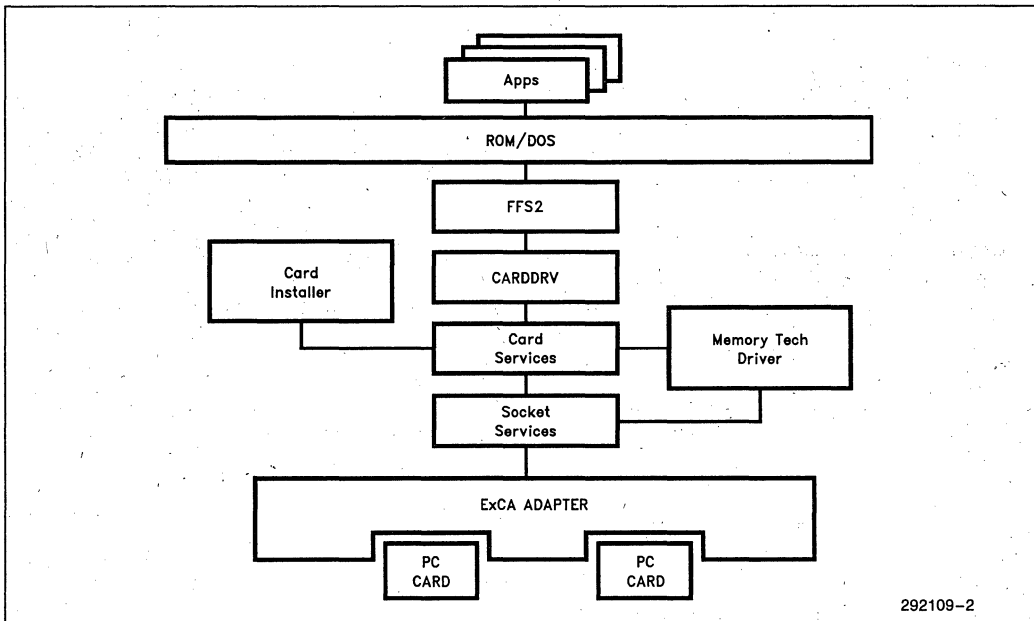 Apps
ROM/DOS
FFS2
Card
Installer
CARDDRV
Card
Services
Memory Tech
Driver
Socket
Services
ExCA ADAPTER
PC
CARD
PC
CARD
292109-2